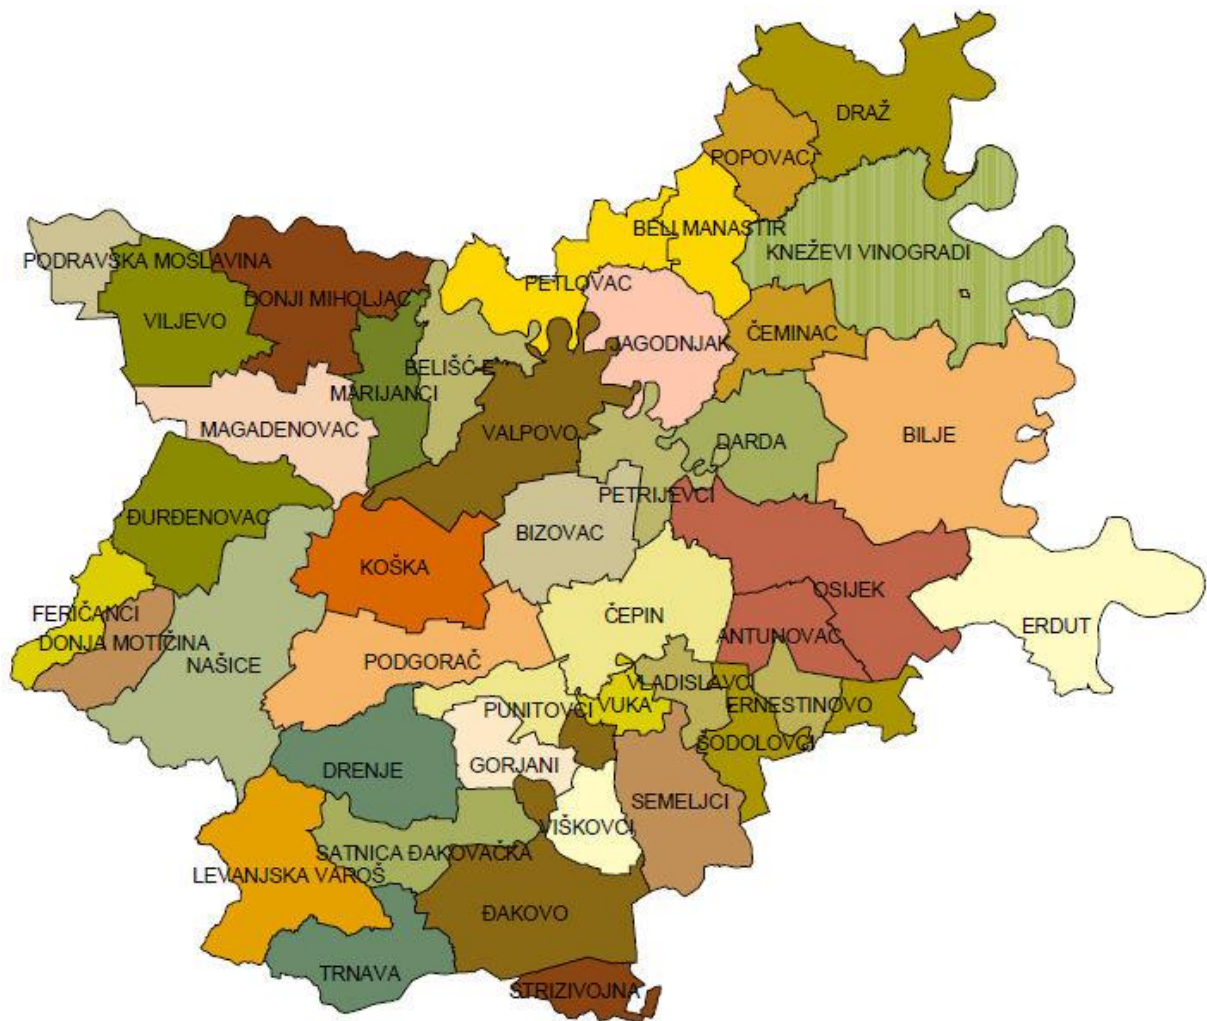 DRAŽ
POPOVAC
BELI MANASTIR
KNEŽEVI VINOGRADI
PODRAVSKA MOSLAVINA
DONJI MIHOLJAC
PETLOVAC
VILJEVO
ČEMINAC
JAGODNJAK
BELIŠĆ E
MARIJANCI
MAGADENOVAC
VALPOVO
DARDA
BILJE
PETRIJEVCI
ĐURĐENOVAC
BIZOVAC
KOŠKA
OSIJEK
FERIČANCI
ČEPIN
ERDUT
DONJA MOTIČINA
ANTUNOVAC
NAŠICE
PODGORAČ
VLADISLAVCI
PUNITOVCI
VUKA
ERNESTINOVO
ŠODOLOVCI
DRENJE
GORJANI
SEMELJCI
VIŠKOVCI
SATNICA ĐAKOVAČKA
LEVANJSKA VAROŠ
ĐAKOVO
TRNAVA
STRIZIVOJNA